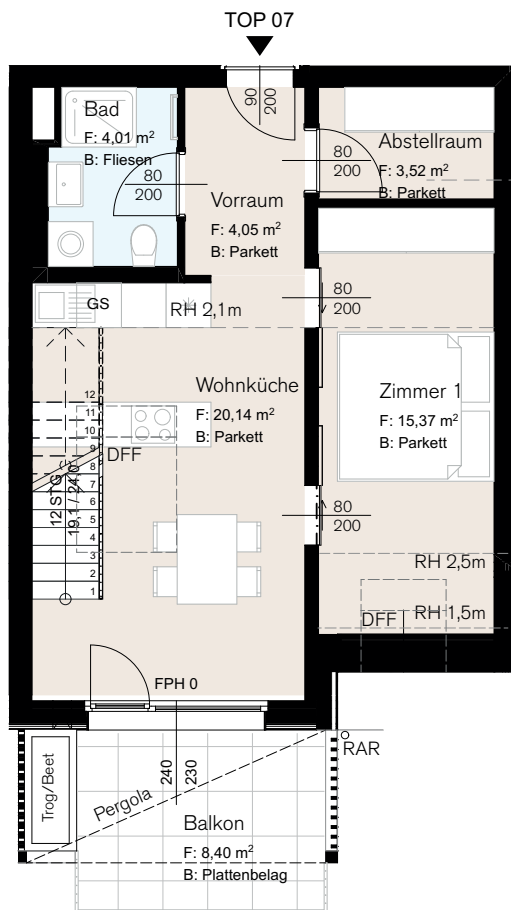 TOP 07
90
200
Bad
F: 4,01 m²
B: Fliesen
80
200
Abstellraum
F: 3,52 m²
B: Parkett
80
200
Vorraum
F: 4,05 m²
B: Parkett
80
200
GS
RH 2,1m
Wohnküche
F: 20,14 m²
B: Parkett
Zimmer 1
F: 15,37 m²
B: Parkett
12
11
10
9
8
7
6
5
4
3
2
1
DFF
12 STG
19,1 / 24,0
80
200
RH 2,5m
RH 1,5m
DFF
FPH 0
240
230
RAR
Trog/Beet
Pergola
Balkon
F: 8,40 m²
B: Plattenbelag